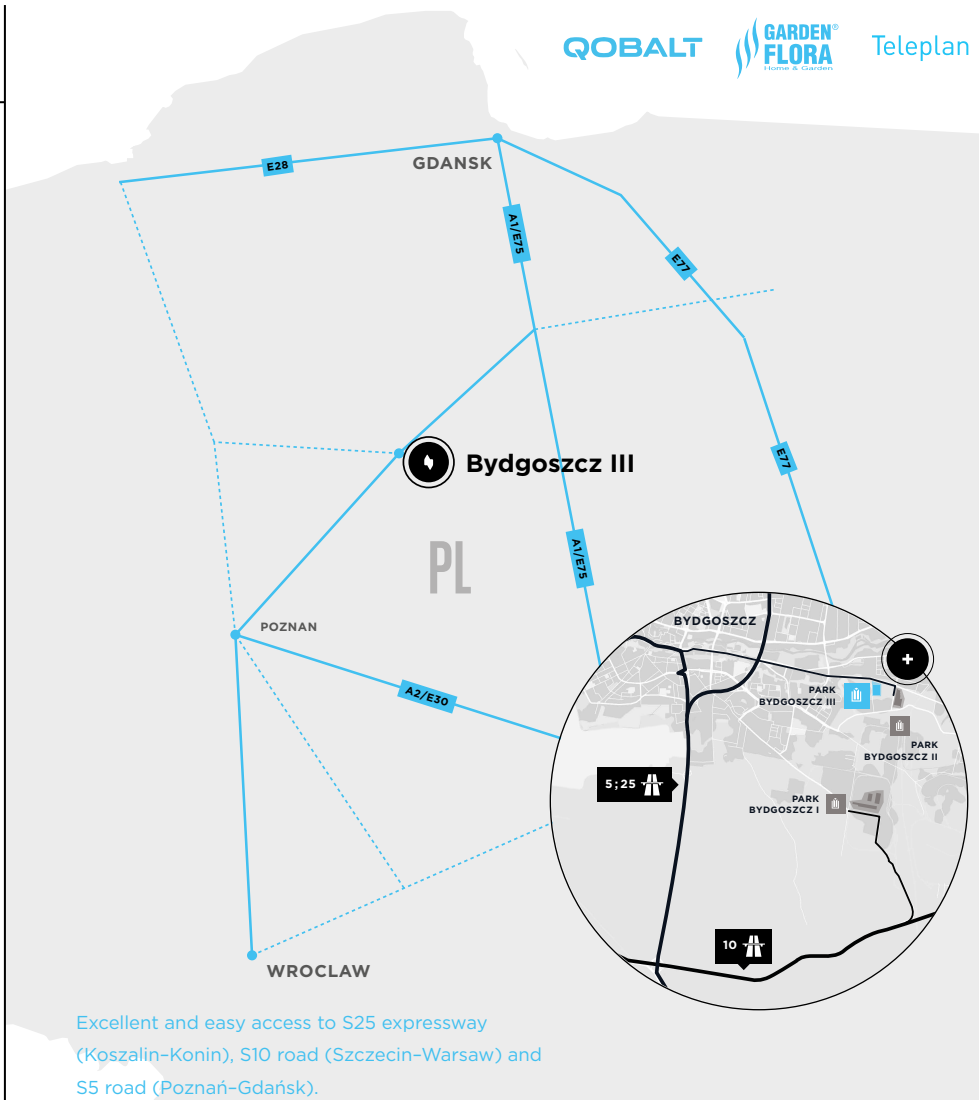 QOBALT
GARDEN®
FLORA
Home & Garden
Teleplan
E28
GDANSK
A1/E75
E77
E77
Bydgoszcz III
A1/E75
PL
POZNAN
A2/E30
BYDGOSZCZ
PARK
BYDGOSZCZ III
PARK
BYDGOSZCZ II
5;25
PARK
BYDGOSZCZ I
10
WROCLAW
Excellent and easy access to S25 expressway
(Koszalin–Konin), S10 road (Szczecin–Warsaw) and
S5 road (Poznań–Gdańsk).